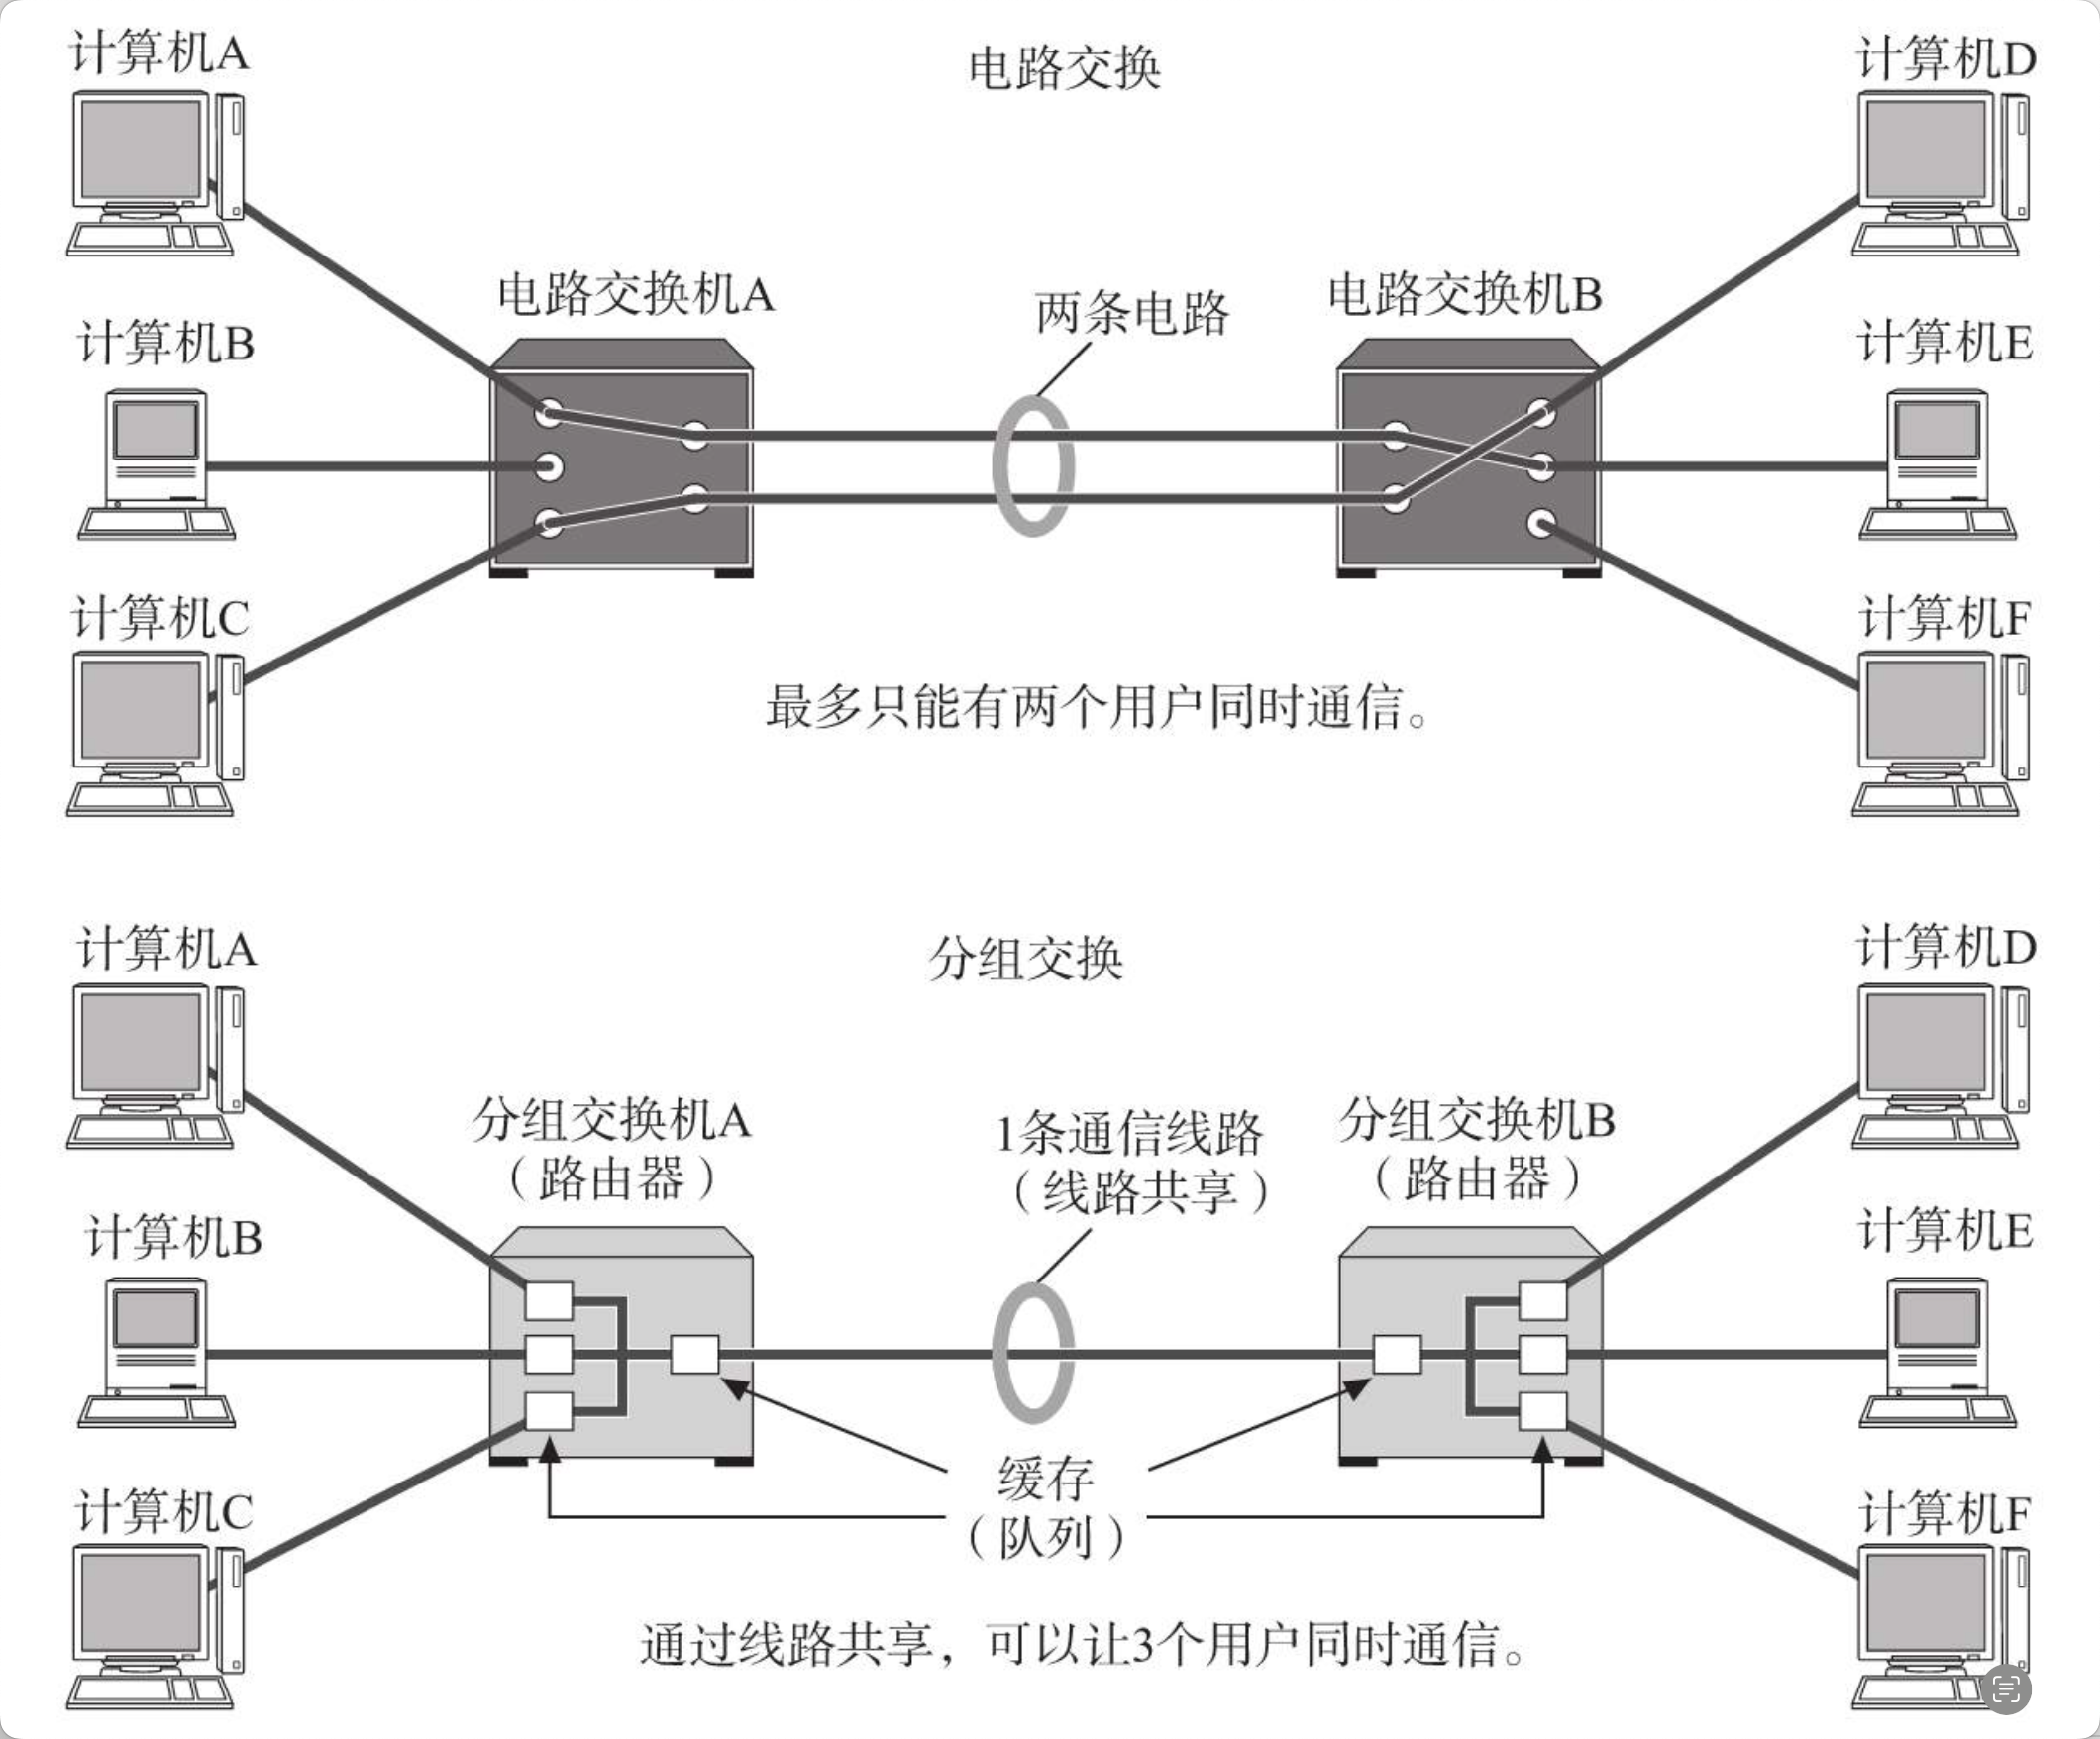 电路交换
计算机A
计算机D
电路交换机A
两条电路
电路交换机B
计算机B
计算机E
计算机C
计算机F
最多只能有两个用户同时通信。
分组交换
计算机A
计算机D
分组交换机A
（路由器）
1条通信线路
（线路共享）
分组交换机B
（路由器）
计算机B
计算机E
缓存
（队列）
计算机C
计算机F
通过线路共享，可以让3个用户同时通信。